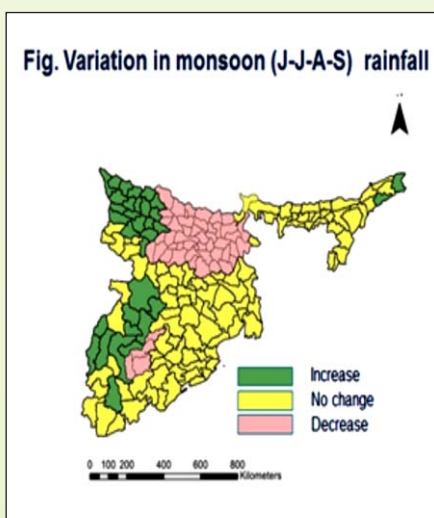 Fig. Variation in monsoon (J-J-A-S) rainfall
Increase
No change
Decrease
0 100 200 400 600 800
Kilometers